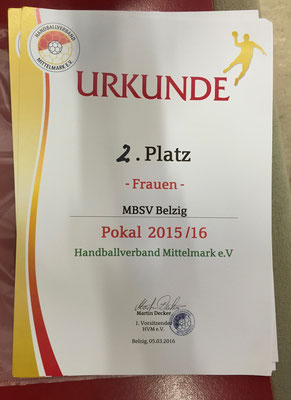 HANDBALLVERBAND
MITTELMARK E.V.
URKUNDE
2. Platz
- Frauen -
MBSV Belzig
Pokal 2015/16
Handballverband Mittelmark e.V
Martin Decker
1. Vorsitzender
HVM e.V.
Belzig, 05.03.2016